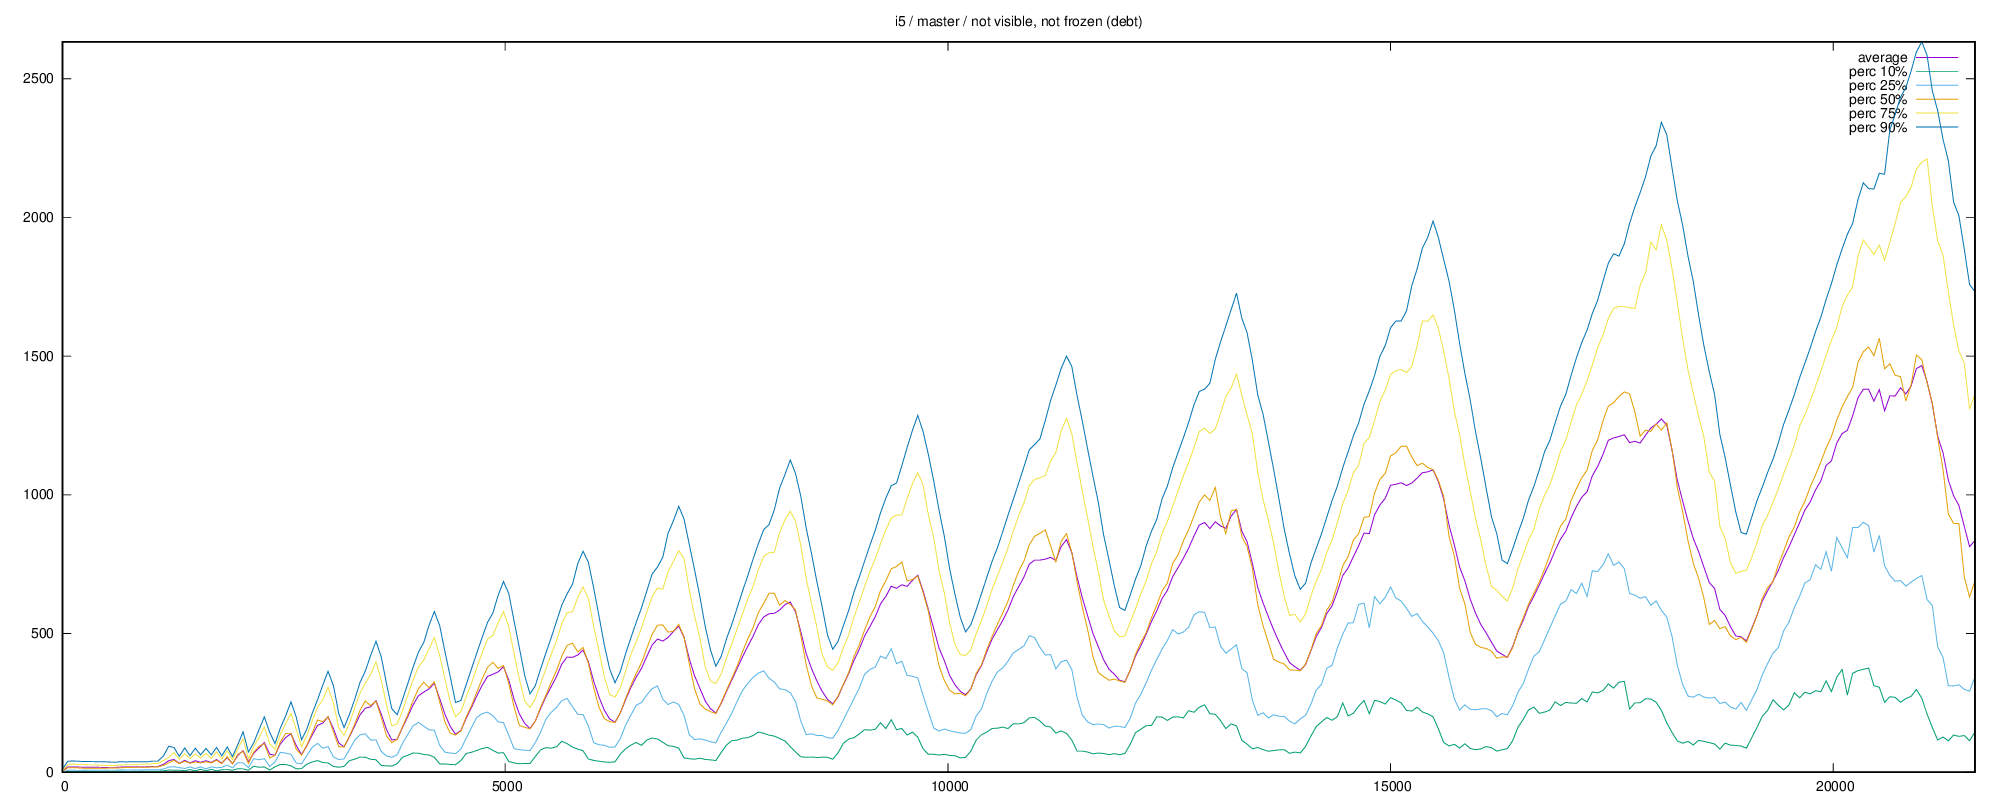 i5 / master / not visible, not frozen (debt)
2500
2000
1500
1000
500
0
average
perc 10%
perc 25%
perc 50%
perc 75%
perc 90%
0 5000 10000 15000 20000